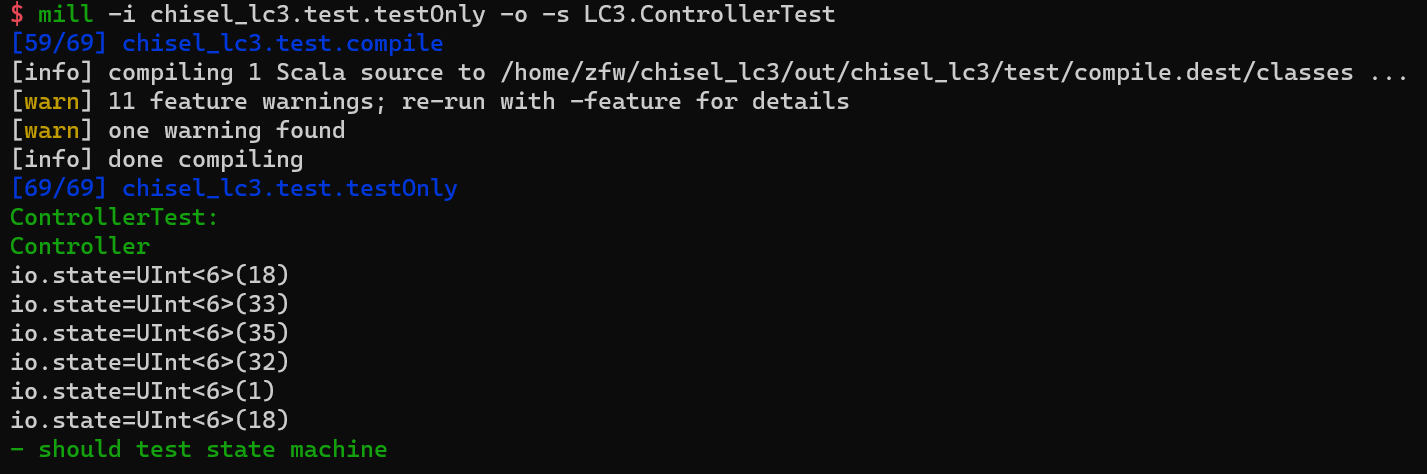 $ mill -i chisel_lc3.test.testOnly -o -s LC3.ControllerTest
[59/69] chisel_lc3.test.compile
[info] compiling 1 Scala source to /home/zfw/chisel_lc3/out/chisel_lc3/test/compile.dest/classes ...
[warn] 11 feature warnings; re-run with -feature for details
[warn] one warning found
[info] done compiling
[69/69] chisel_lc3.test.testOnly
ControllerTest:
Controller
io.state=UInt<6>(18)
io.state=UInt<6>(33)
io.state=UInt<6>(35)
io.state=UInt<6>(32)
io.state=UInt<6>(1)
io.state=UInt<6>(18)
- should test state machine